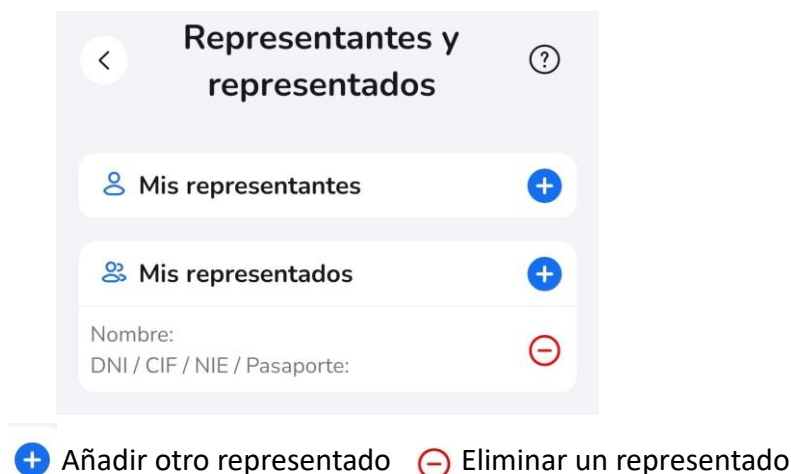 Representantes y
representados
Mis representantes
Mis representados
Nombre:
DNI / CIF / NIE / Pasaporte:
Añadir otro representado Eliminar un representado